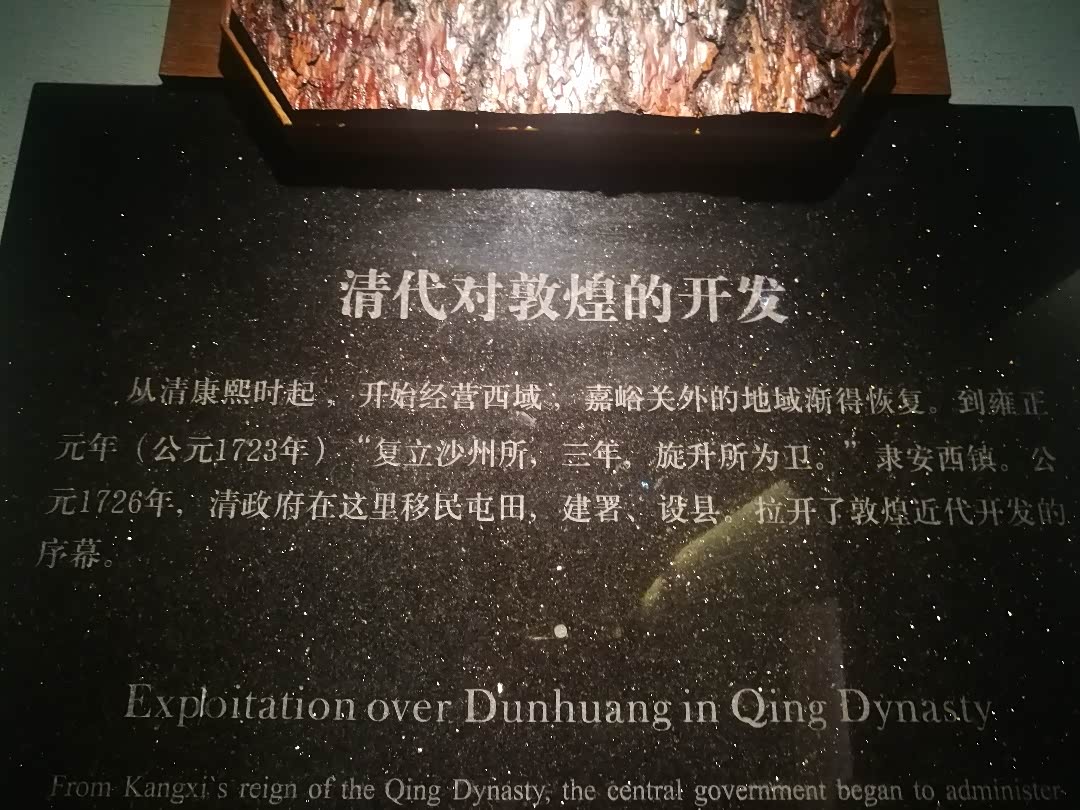 清代对敦煌的开发
从清康熙时起，开始经营西域；嘉峪关外的地域渐得恢复。到雍正
元年（公元1723年）“复立沙州所，三年，旋升所为卫。”隶安西镇。公
元1726年，清政府在这里移民屯田，建署、设县。拉开了敦煌近代开发的
序幕。
Exploitation over Dunhuang in Qing Dynasty
From Kangxi's reign of the Qing Dynasty, the central government began to administer